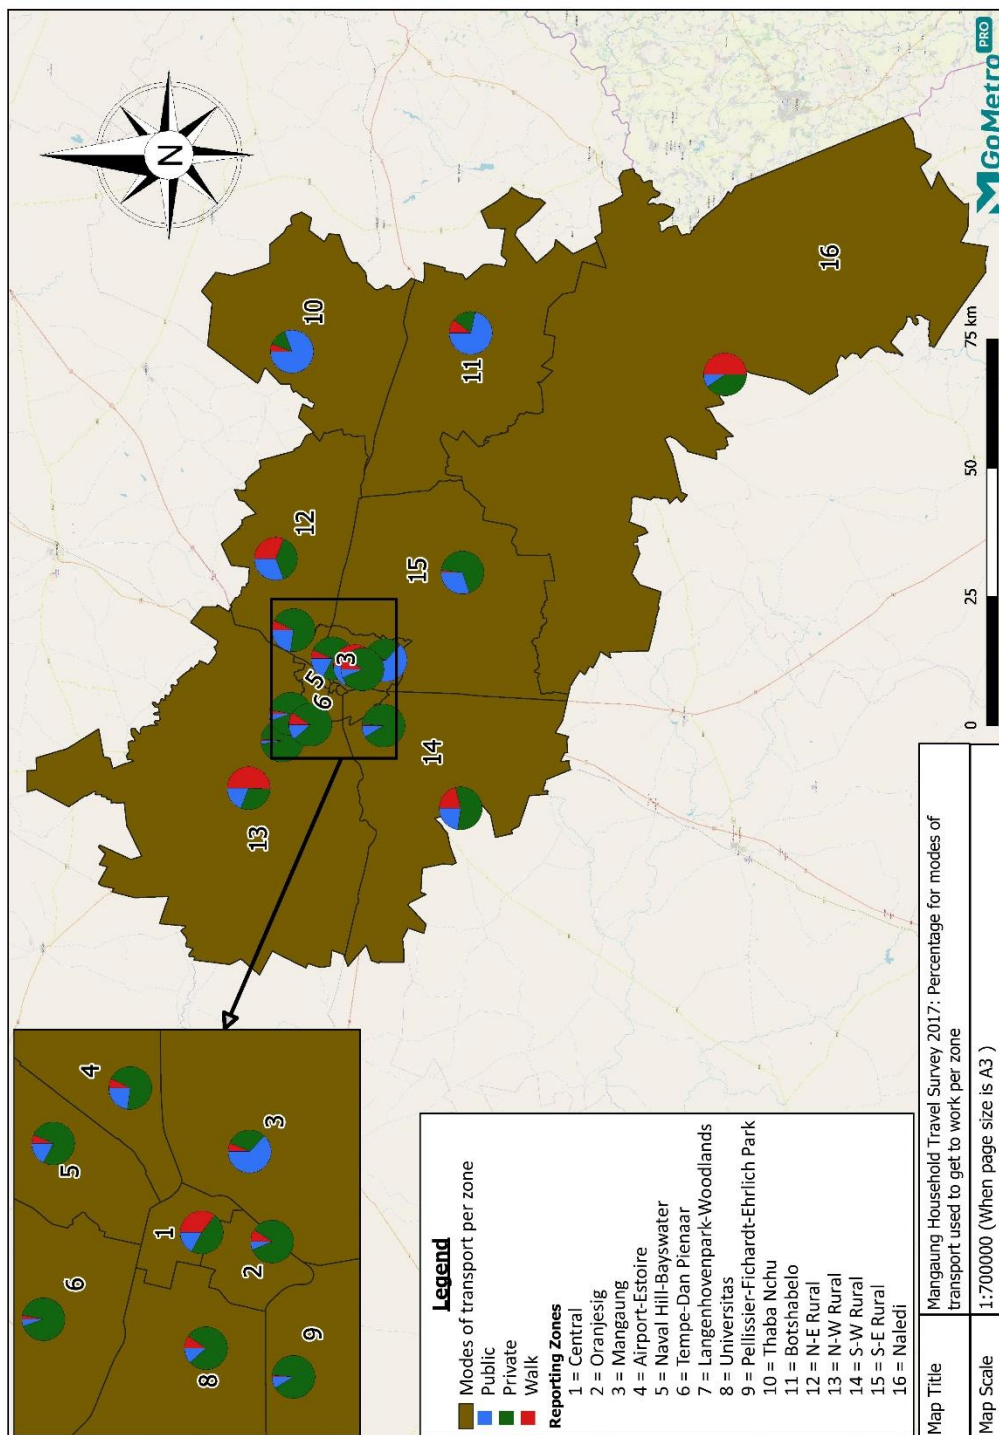 N
10
11
12
13
14
15
16
5
3
6
4
5
6
1
3
2
8
9
Legend
Modes of transport per zone
Public
Private
Walk
Reporting Zones
1 = Central
2 = Oranjesig
3 = Mangaung
4 = Airport-Estoire
5 = Naval Hill-Bayswater
6 = Tempe-Dan Pienaar
7 = Langenhovenpark-Woodlands
8 = Universitas
9 = Pellissier-Fichardt-Ehrlich Park
10 = Thaba Nchu
11 = Botshabelo
12 = N-E Rural
13 = N-W Rural
14 = S-W Rural
15 = S-E Rural
16 = Naledi
0 25 50 75 km
Map Title
Mangaung Household Travel Survey 2017: Percentage for modes of
transport used to get to work per zone
Map Scale
1:700000 (When page size is A3 )
GoMetro PRO